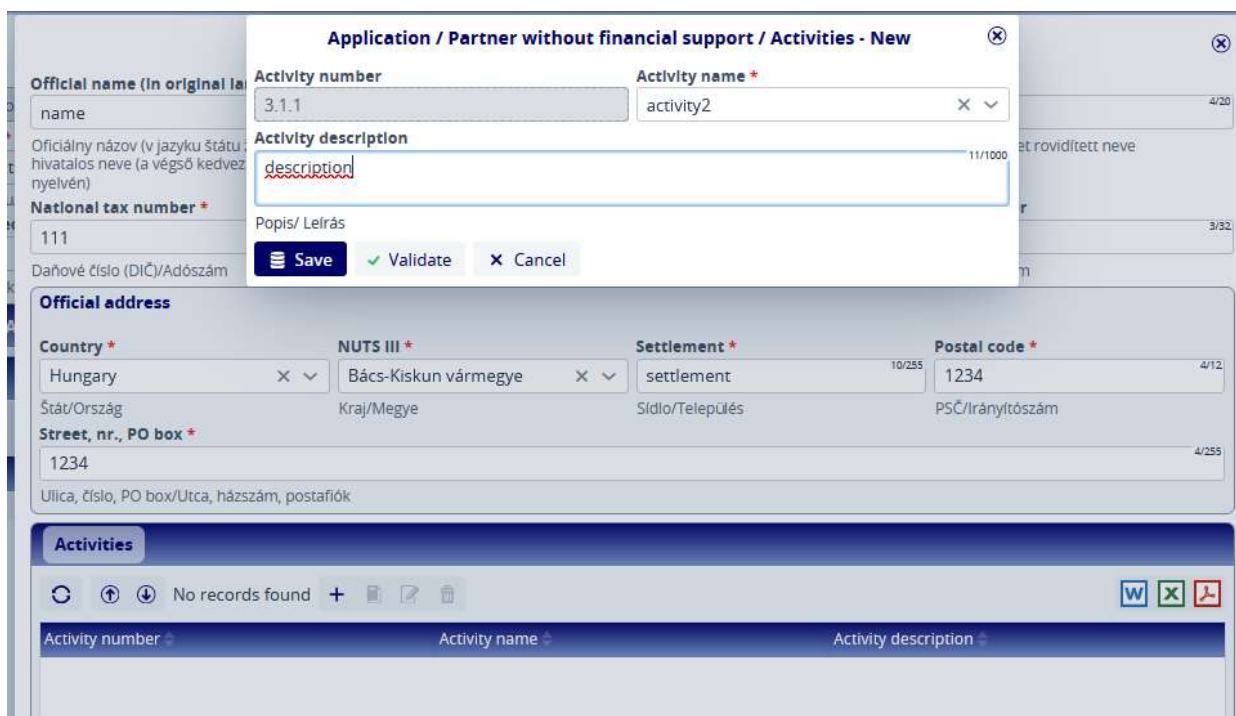 Application / Partner without financial support / Activities - New
Activity number
Activity name *
3.1.1
activity2
Activity description
description
11/1000
Popis/ Leírás
Save
Validate
Cancel
Official name (in original la
name
4/20
Oficiálny názov (v jazyku štátu
hivatalos neve (a végső kedvez
nyelvén)
et rovidített neve
National tax number *
r
111
3/32
Daňové číslo (DIČ)/Adószám
m
Official address
Country *
NUTS III *
Settlement *
Postal code *
Hungary
Bács-Kiskun vármegye
settlement
10/255
1234
4/12
Štát/Ország
Kraj/Megye
Sídlo/Település
PSČ/Irányítószám
Street, nr., PO box *
1234
4/255
Ulica, číslo, PO box/Utca, házszám, postafiók
Activities
No records found
W
X
Activity number
Activity name
Activity description